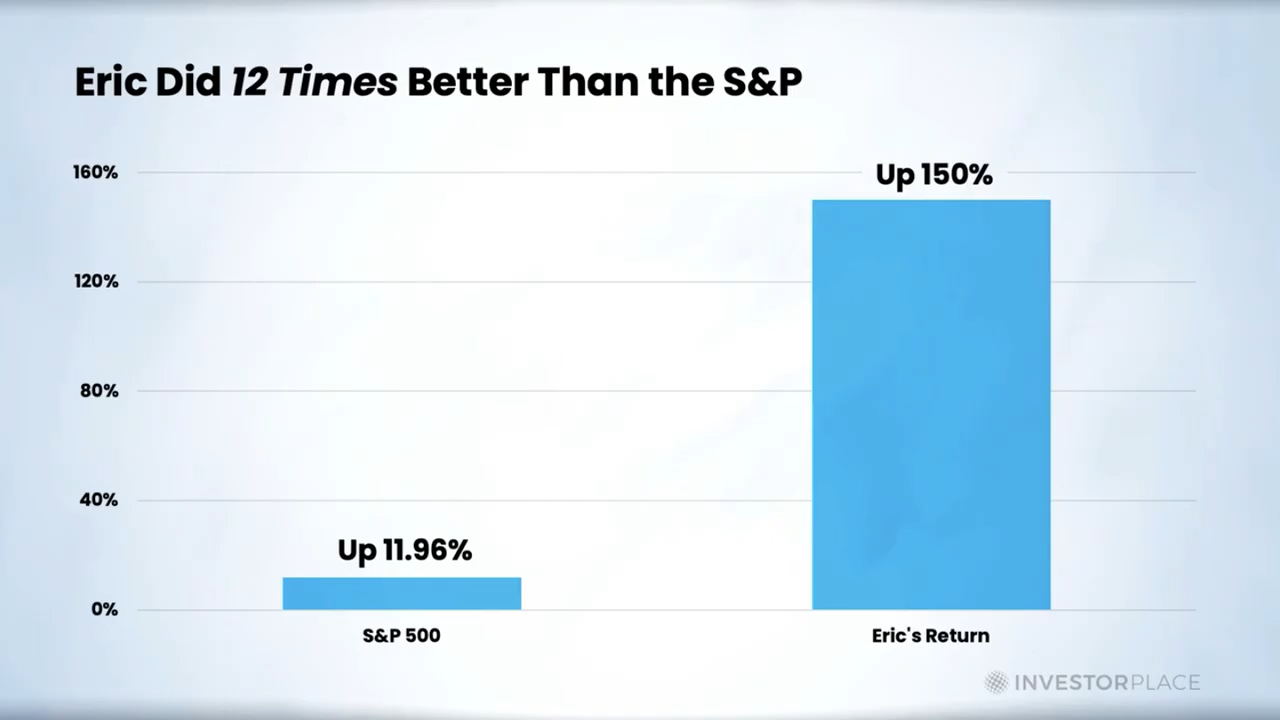 Eric Did 12 Times Better Than the S&P
160%
Up 150%
120%
80%
40%
Up 11.96%
0%
S&P 500
Eric's Return
INVESTORPLACE